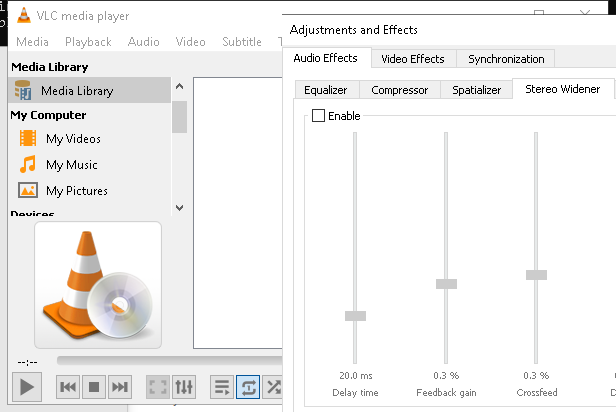 VLC media player
Media Playback Audio Video Subtitle
Media Library
Media Library
My Computer
My Videos
My Music
My Pictures
Devices
--:--
Adjustments and Effects
Audio Effects Video Effects Synchronization
Equalizer Compressor Spatializer Stereo Widener
Enable
20.0 ms 0.3 % 0.3 %
Delay time Feedback gain Crossfeed